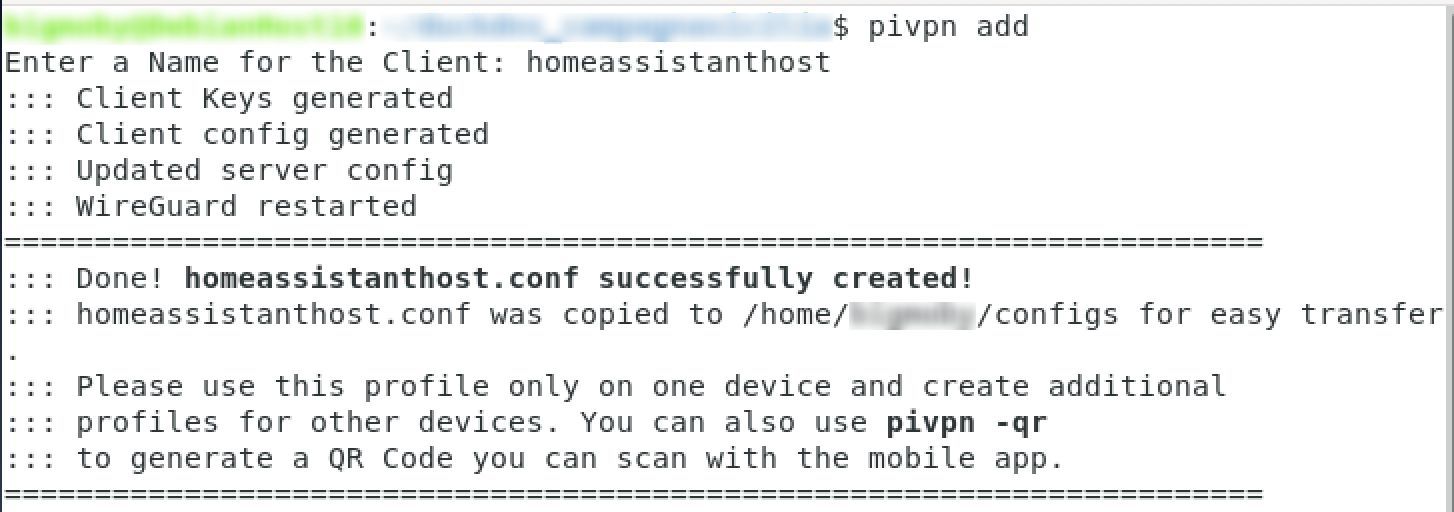 :$ pivpn add
Enter a Name for the Client: homeassistanthost
::: Client Keys generated
::: Client config generated
::: Updated server config
::: WireGuard restarted
======================================================================
::: Done! homeassistanthost.conf successfully created!
::: homeassistanthost.conf was copied to /home/ /configs for easy transfer
.
::: Please use this profile only on one device and create additional
::: profiles for other devices. You can also use pivpn -qr
::: to generate a QR Code you can scan with the mobile app.
======================================================================